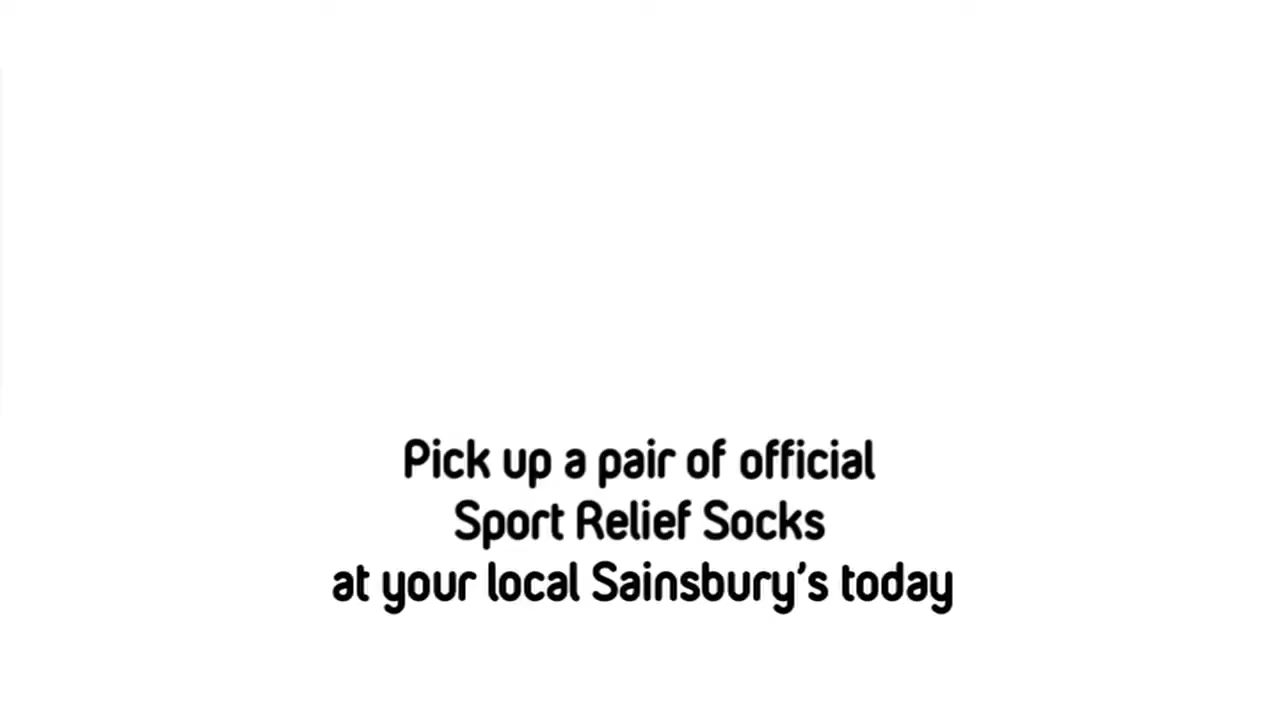 Pick up a pair of official
Sport Relief Socks
at your local Sainsbury's today